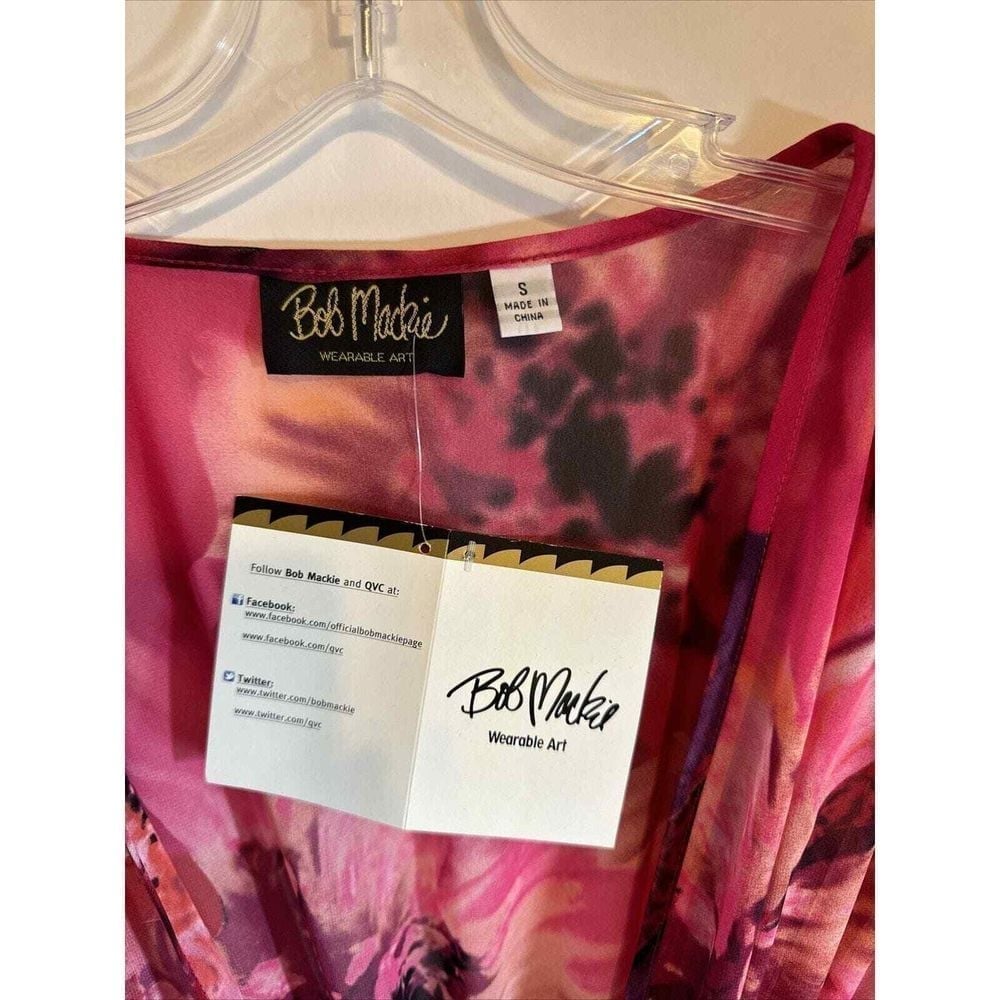 Bob Mackie
WEARABLE ART
S
MADE IN
CHINA
Follow Bob Mackie and QVC at:
Facebook:
www.facebook.com/officialbobmackiepage
www.facebook.com/qvc
Twitter:
www.twitter.com/bobmackie
www.twitter.com/qvc
Bob Mackie
Wearable Art